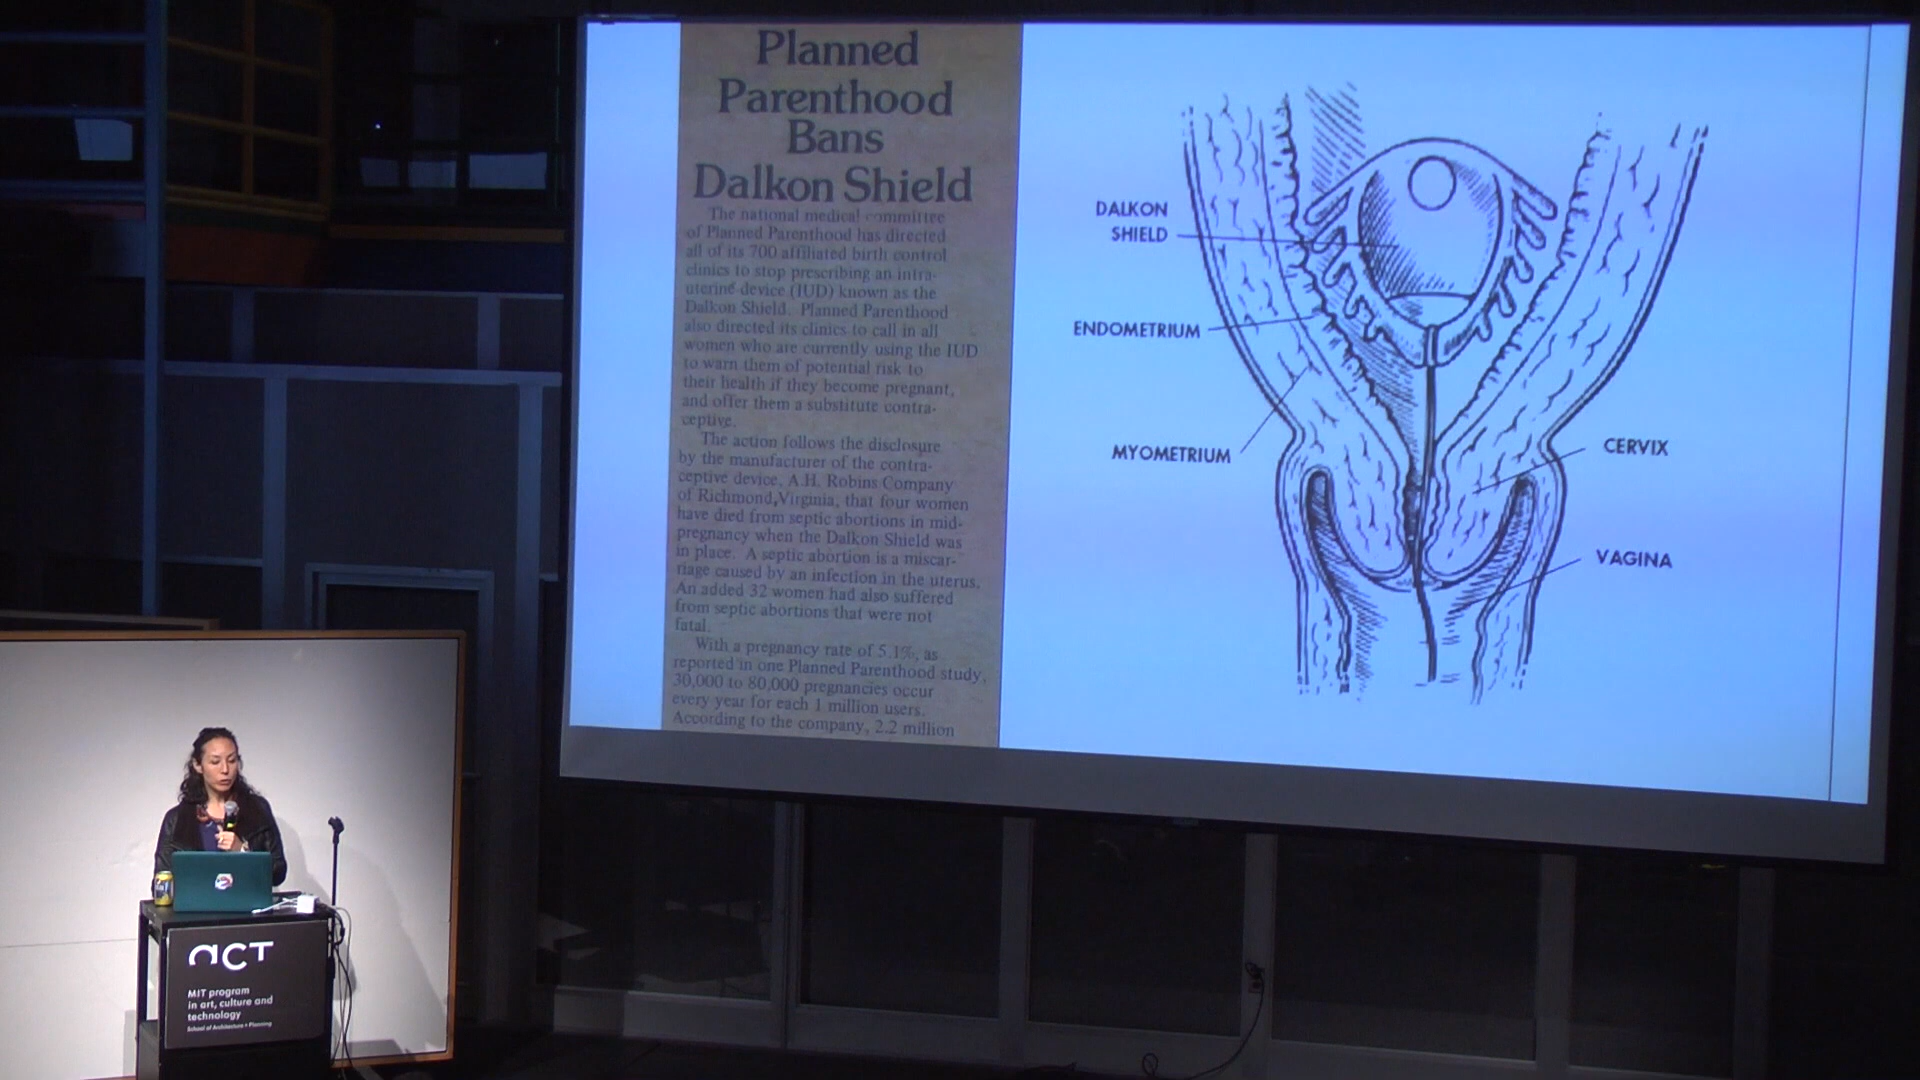 Planned
Parenthood
Bans
Dalkon Shield
The national medical committee
of Planned Parenthood has directed
all of its 700 affiliated birth control
clinics to stop prescribing an intra-
uterine device (IUD) known as the
Dalkon Shield. Planned Parenthood
also directed its clinics to call in all
women who are currently using the IUD
to warn them of potential risk to
their health if they become pregnant,
and offer them a substitute contra-
ceptive.
The action follows the disclosure
by the manufacturer of the contra-
ceptive device, A.H. Robins Company
of Richmond, Virginia, that four women
have died from septic abortions in mid-
pregnancy when the Dalkon Shield was
in place. A septic abortion is a miscar-
riage caused by an infection in the uterus.
An added 32 women had also suffered
from septic abortions that were not
fatal.
With a pregnancy rate of 5.1%, as
reported in one Planned Parenthood study,
30,000 to 80,000 pregnancies occur
every year for each 1 million users.
According to the company, 2.2 million
DALKON
SHIELD
ENDOMETRIUM
MYOMETRIUM
CERVIX
VAGINA
ACT
MIT program
in art, culture and
technology
School of Architecture + Planning